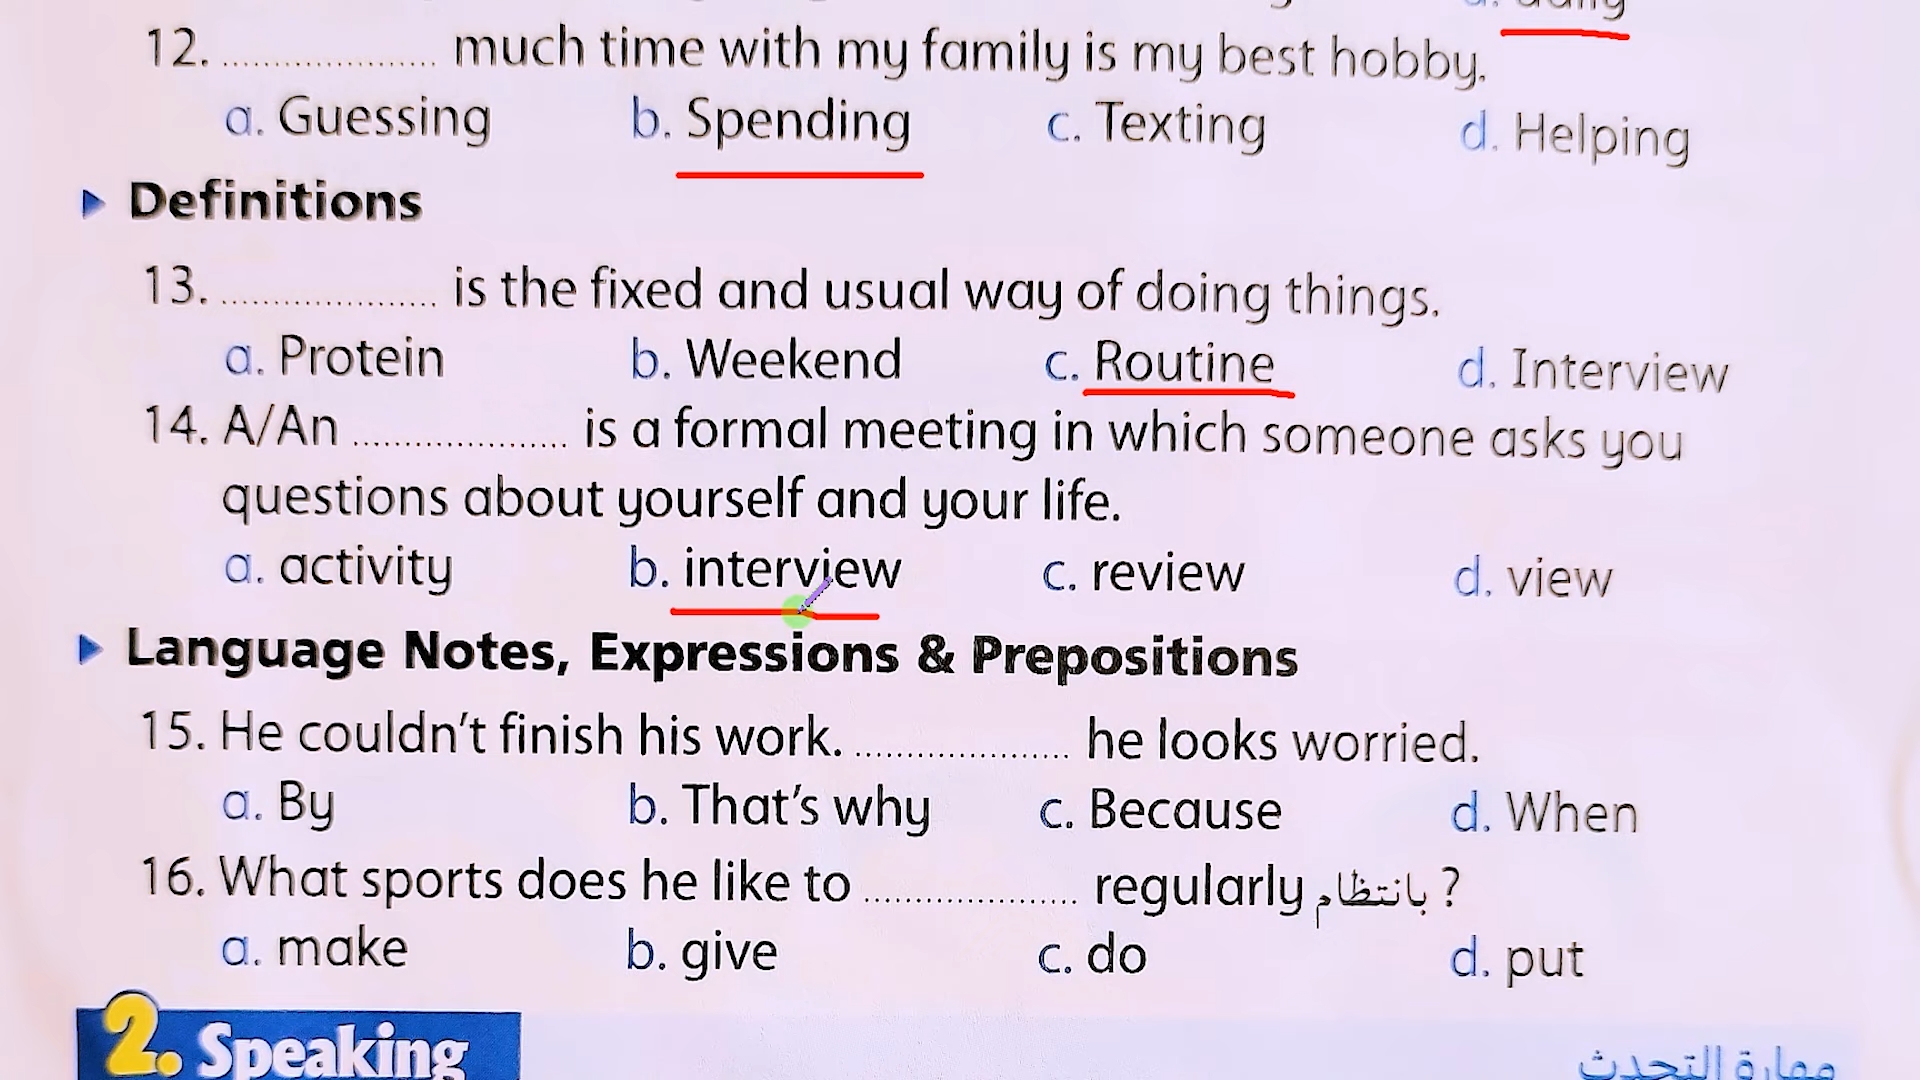 d. daily
12. .................... much time with my family is my best hobby.
a. Guessing b. Spending c. Texting d. Helping
Definitions
13. .................... is the fixed and usual way of doing things.
a. Protein b. Weekend c. Routine d. Interview
14. A/An .................... is a formal meeting in which someone asks you
questions about yourself and your life.
a. activity b. interview c. review d. view
Language Notes, Expressions & Prepositions
15. He couldn't finish his work. .................... he looks worried.
a. By b. That's why c. Because d. When
16. What sports does he like to .................... regularly بانتظام ?
a. make b. give c. do d. put
2. Speaking مهارة التحدث